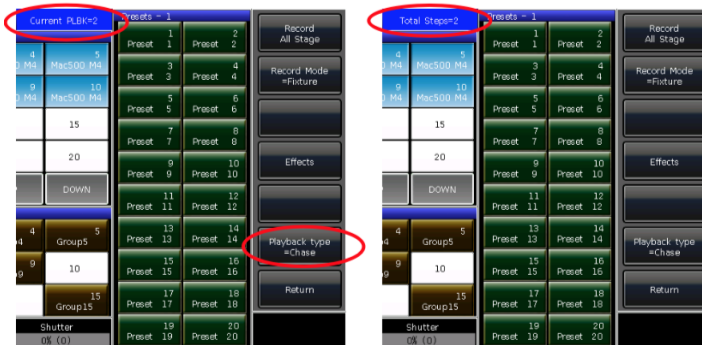 Current PLBK=2
Presets - 1
4
M4
5
Mac500 M4
9
M4
10
Mac500 M4
15
20
DOWN
4
5
Group5
9
10
15
Group15
Shutter
0% (0)
1
Preset 1
2
Preset 2
3
Preset 3
4
Preset 4
5
Preset 5
6
Preset 6
7
Preset 7
8
Preset 8
9
Preset 9
10
Preset 10
11
Preset 11
12
Preset 12
13
Preset 13
14
Preset 14
15
Preset 15
16
Preset 16
17
Preset 17
18
Preset 18
19
Preset 19
20
Preset 20
Record
All Stage
Record Mode
=Fixture
Effects
Playback type
=Chase
Return
Total Steps=2
Presets - 1
4
M4
5
Mac500 M4
9
M4
10
Mac500 M4
15
20
DOWN
4
5
Group5
9
10
15
Group15
Shutter
0% (0)
1
Preset 1
2
Preset 2
3
Preset 3
4
Preset 4
5
Preset 5
6
Preset 6
7
Preset 7
8
Preset 8
9
Preset 9
10
Preset 10
11
Preset 11
12
Preset 12
13
Preset 13
14
Preset 14
15
Preset 15
16
Preset 16
17
Preset 17
18
Preset 18
19
Preset 19
20
Preset 20
Record
All Stage
Record Mode
=Fixture
Effects
Playback type
=Chase
Return